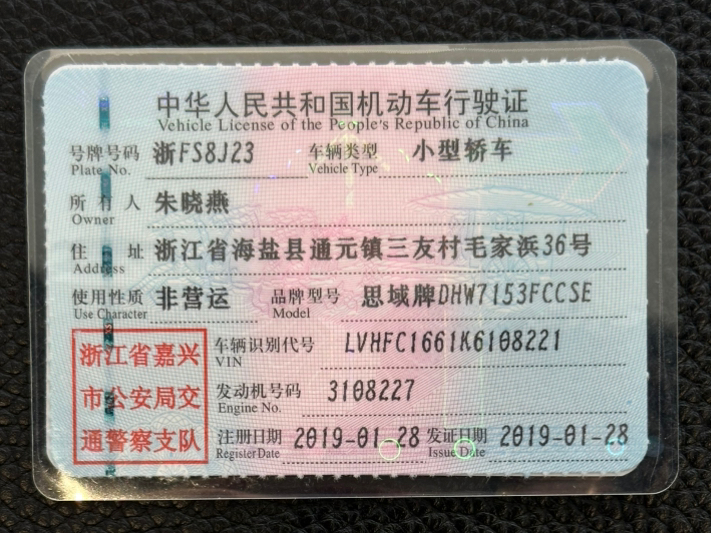 中华人民共和国机动车行驶证
Vehicle License of the People's Republic of China
号牌号码 浙FS8J23 车辆类型 小型轿车
Plate No. Vehicle Type
所有人 朱晓燕
Owner
住址 浙江省海盐县通元镇三友村毛家浜36号
Address
使用性质 非营运 品牌型号 思域牌DHW7153FCCSE
Use Character Model
浙江省嘉兴
市公安局交
通警察支队
车辆识别代号 LVHFC1661K6108221
VIN
发动机号码 3108227
Engine No.
注册日期 2019-01-28 发证日期 2019-01-28
Register Date Issue Date